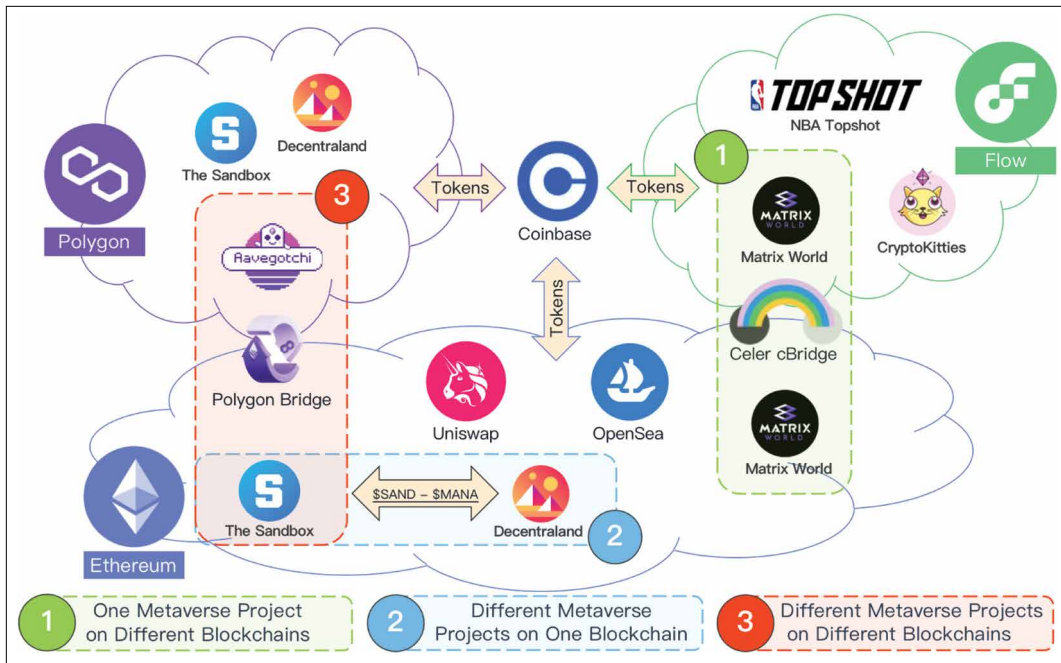 TOP SHOT
NBA Topshot
Flow
Decentraland
The Sandbox
3
1
Tokens
Tokens
Polygon
Aavegotchi
Coinbase
MATRIX
WORLD
Matrix World
CryptoKitties
Tokens
Polygon Bridge
Celer cBridge
Uniswap
OpenSea
MATRIX
WORLD
Matrix World
S
The Sandbox
$SAND – $MANA
Decentraland
2
Ethereum
1
One Metaverse Project
on Different Blockchains
2
Different Metaverse
Projects on One Blockchain
3
Different Metaverse Projects
on Different Blockchains